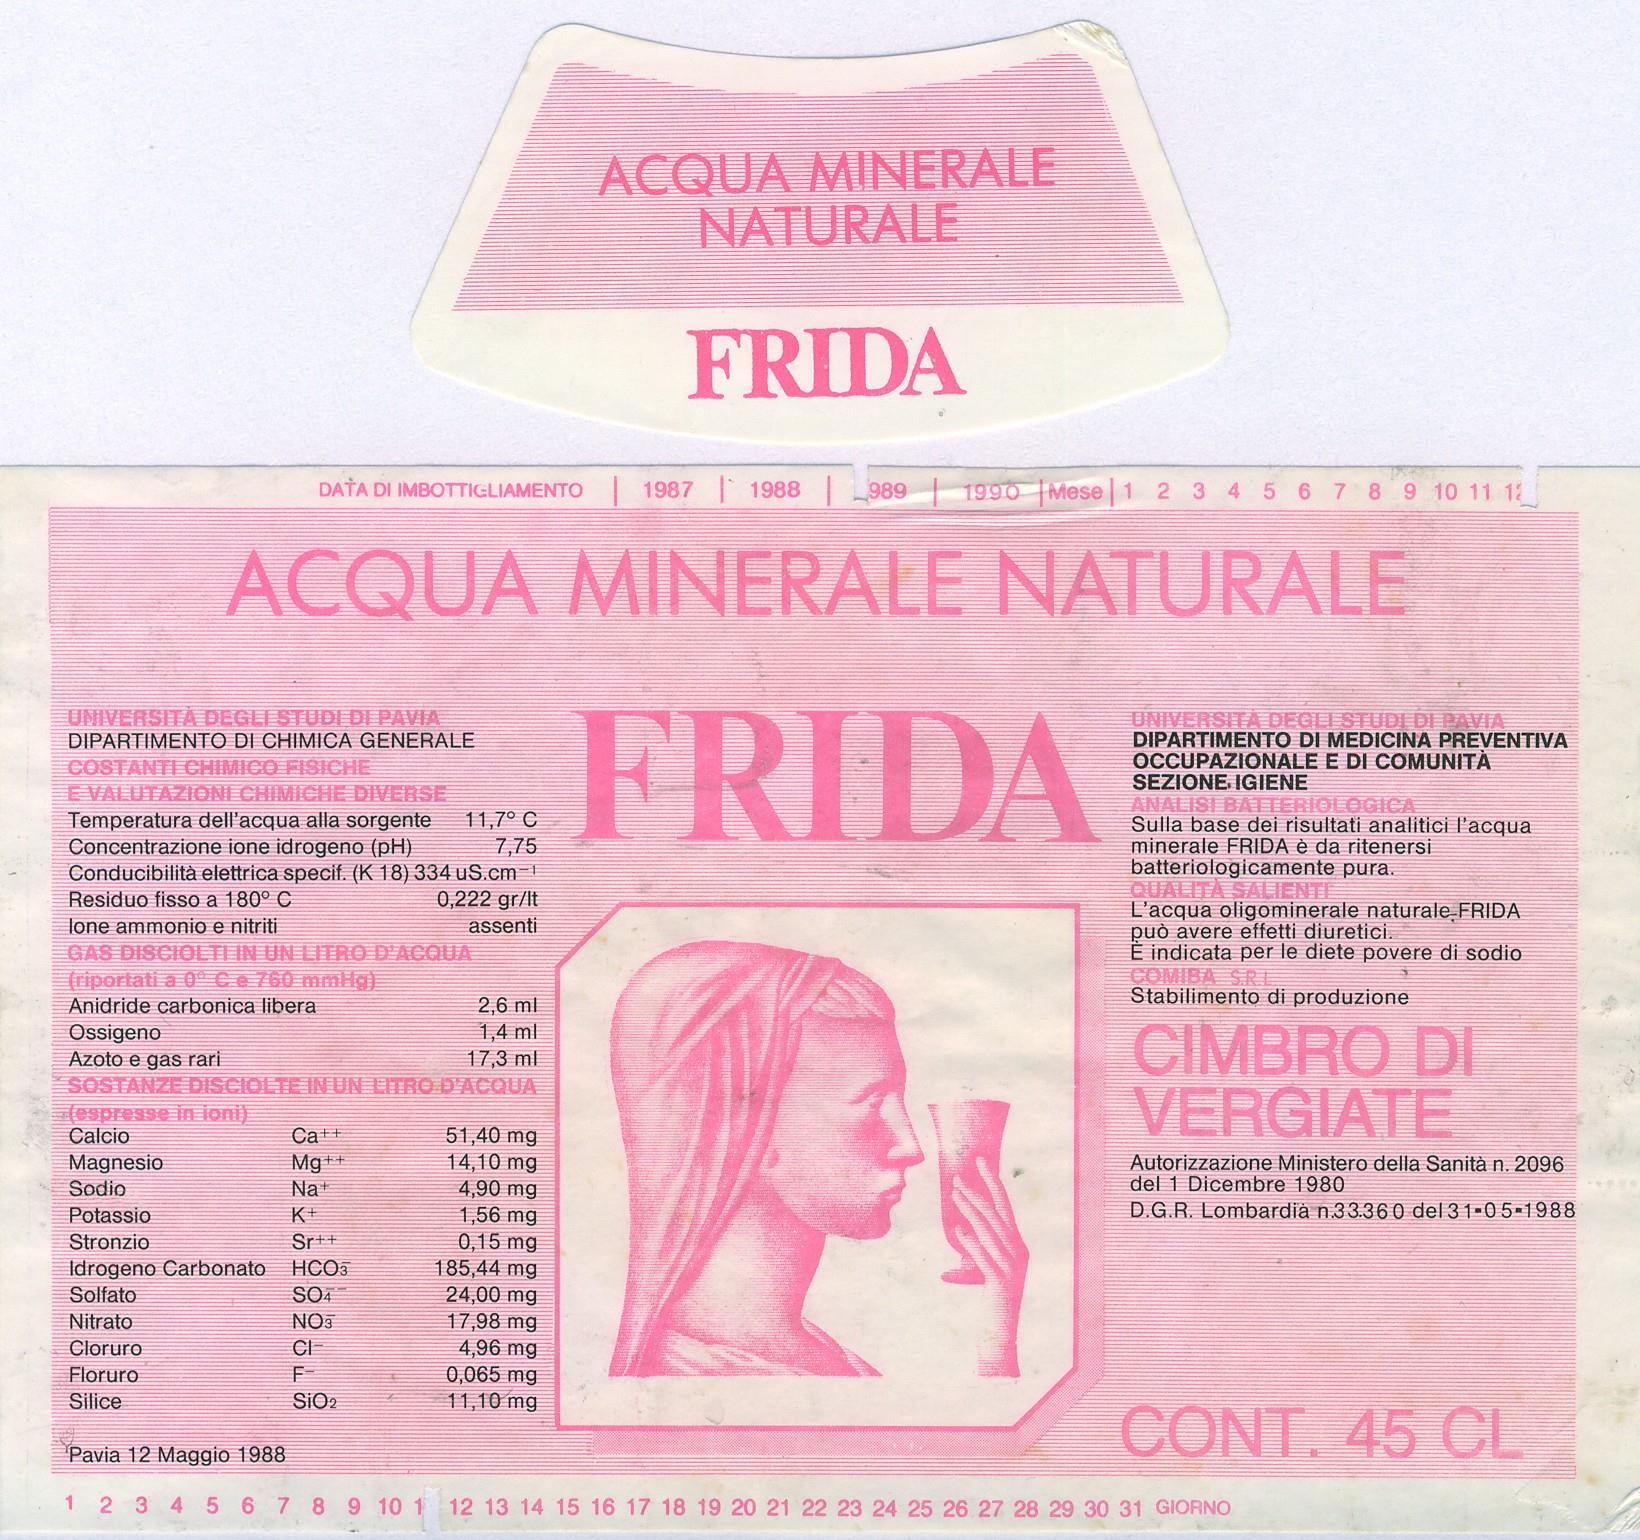 ACQUA MINERALE
NATURALE
FRIDA
DATA DI IMBOTTIGLIAMENTO | 1987 | 1988 | 989 | 1990 | Mese | 1 2 3 4 5 6 7 8 9 10 11 12
ACQUA MINERALE NATURALE
UNIVERSITÀ DEGLI STUDI DI PAVIA
DIPARTIMENTO DI CHIMICA GENERALE
COSTANTI CHIMICO FISICHE
E VALUTAZIONI CHIMICHE DIVERSE
Temperatura dell'acqua alla sorgente 11,7° C
Concentrazione ione idrogeno (pH) 7,75
Conducibilità elettrica specif. (K 18) 334 uS.cm⁻¹
Residuo fisso a 180° C 0,222 gr/lt
Ione ammonio e nitriti assenti
GAS DISCIOLTI IN UN LITRO D'ACQUA
(riportati a 0° C e 760 mmHg)
Anidride carbonica libera 2,6 ml
Ossigeno 1,4 ml
Azoto e gas rari 17,3 ml
SOSTANZE DISCIOLTE IN UN LITRO D'ACQUA
(espresse in ioni)
Calcio Ca⁺⁺ 51,40 mg
Magnesio Mg⁺⁺ 14,10 mg
Sodio Na⁺ 4,90 mg
Potassio K⁺ 1,56 mg
Stronzio Sr⁺⁺ 0,15 mg
Idrogeno Carbonato HCO₃⁻ 185,44 mg
Solfato SO₄⁻⁻ 24,00 mg
Nitrato NO₃⁻ 17,98 mg
Cloruro Cl⁻ 4,96 mg
Floruro F⁻ 0,065 mg
Silice SiO₂ 11,10 mg
Pavia 12 Maggio 1988
FRIDA
UNIVERSITÀ DEGLI STUDI DI PAVIA
DIPARTIMENTO DI MEDICINA PREVENTIVA
OCCUPAZIONALE E DI COMUNITÀ
SEZIONE IGIENE
ANALISI BATTERIOLOGICA
Sulla base dei risultati analitici l'acqua
minerale FRIDA è da ritenersi
batteriologicamente pura.
QUALITÀ SALIENTI
L'acqua oligominerale naturale FRIDA
può avere effetti diuretici.
È indicata per le diete povere di sodio
COMIBA S.R.L
Stabilimento di produzione
CIMBRO DI
VERGIATE
Autorizzazione Ministero della Sanità n. 2096
del 1 Dicembre 1980
D.G.R. Lombardia n.33360 del 31-05-1988
CONT. 45 CL
1 2 3 4 5 6 7 8 9 10 1 12 13 14 15 16 17 18 19 20 21 22 23 24 25 26 27 28 29 30 31 GIORNO